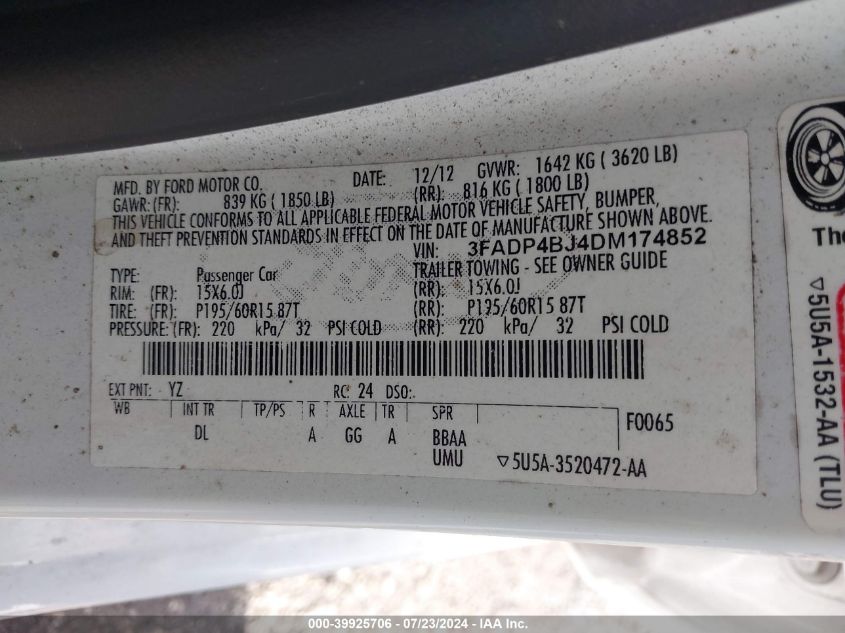 MFD. BY FORD MOTOR CO. DATE: 12/12 GVWR: 1642 KG ( 3620 LB)
GAWR: (FR): 839 KG ( 1850 LB) (RR): 816 KG ( 1800 LB)
THIS VEHICLE CONFORMS TO ALL APPLICABLE FEDERAL MOTOR VEHICLE SAFETY, BUMPER,
AND THEFT PREVENTION STANDARDS IN EFFECT ON THE DATE OF MANUFACTURE SHOWN ABOVE.
VIN: 3FADP4BJ4DM174852
TYPE: Passenger Car TRAILER TOWING - SEE OWNER GUIDE
RIM: (FR): 15X6.0J (RR): 15X6.0J
TIRE: (FR): P195/60R15 87T (RR): P195/60R15 87T
PRESSURE: (FR): 220 kPa/ 32 PSI COLD (RR): 220 kPa/ 32 PSI COLD
EXT PNT: YZ RC: 24 DSO:
WB INT TR TP/PS R AXLE TR SPR F0065
DL A GG A BBAA
UMU ▽5U5A-3520472-AA
The
▽5U5A-1532-AA (TLU)
000-39925706 - 07/23/2024 - IAA Inc.